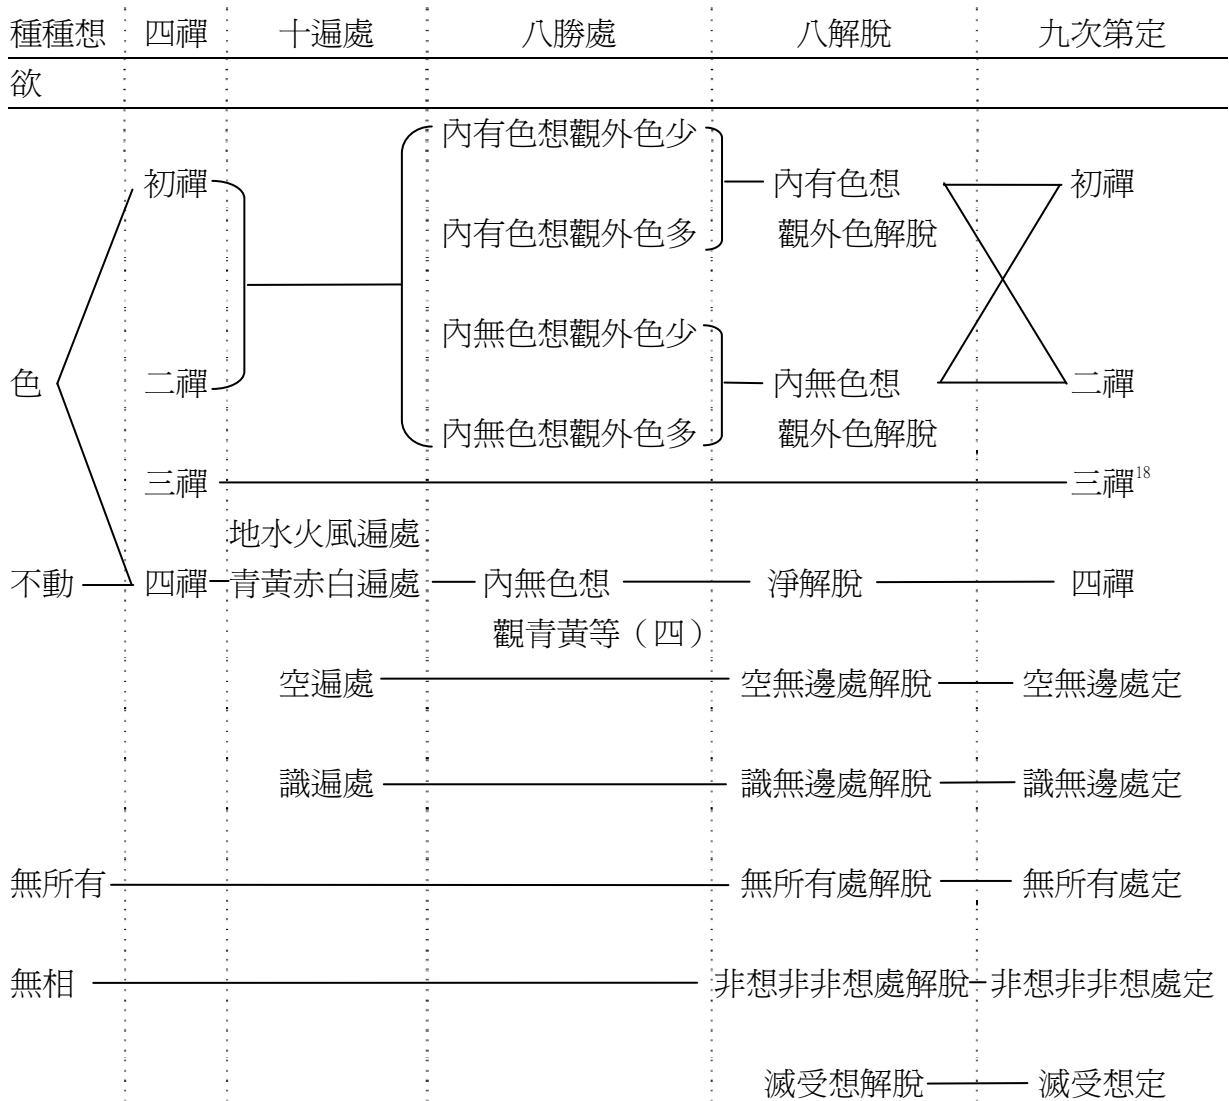 種種想 四禪 十遍處 八勝處 八解脫 九次第定
欲
內有色想觀外色少
初禪 內有色想 初禪
內有色想觀外色多 觀外色解脫
內無色想觀外色少
色 二禪 內無色想 二禪
內無色想觀外色多 觀外色解脫
三禪 三禪18
地水火風遍處
不動 四禪 青黃赤白遍處 內無色想 淨解脫 四禪
觀青黃等（四）
空遍處 空無邊處解脫 空無邊處定
識遍處 識無邊處解脫 識無邊處定
無所有 無所有處解脫 無所有處定
無相 非想非非想處解脫 非想非非想處定
滅受想解脫 滅受想定